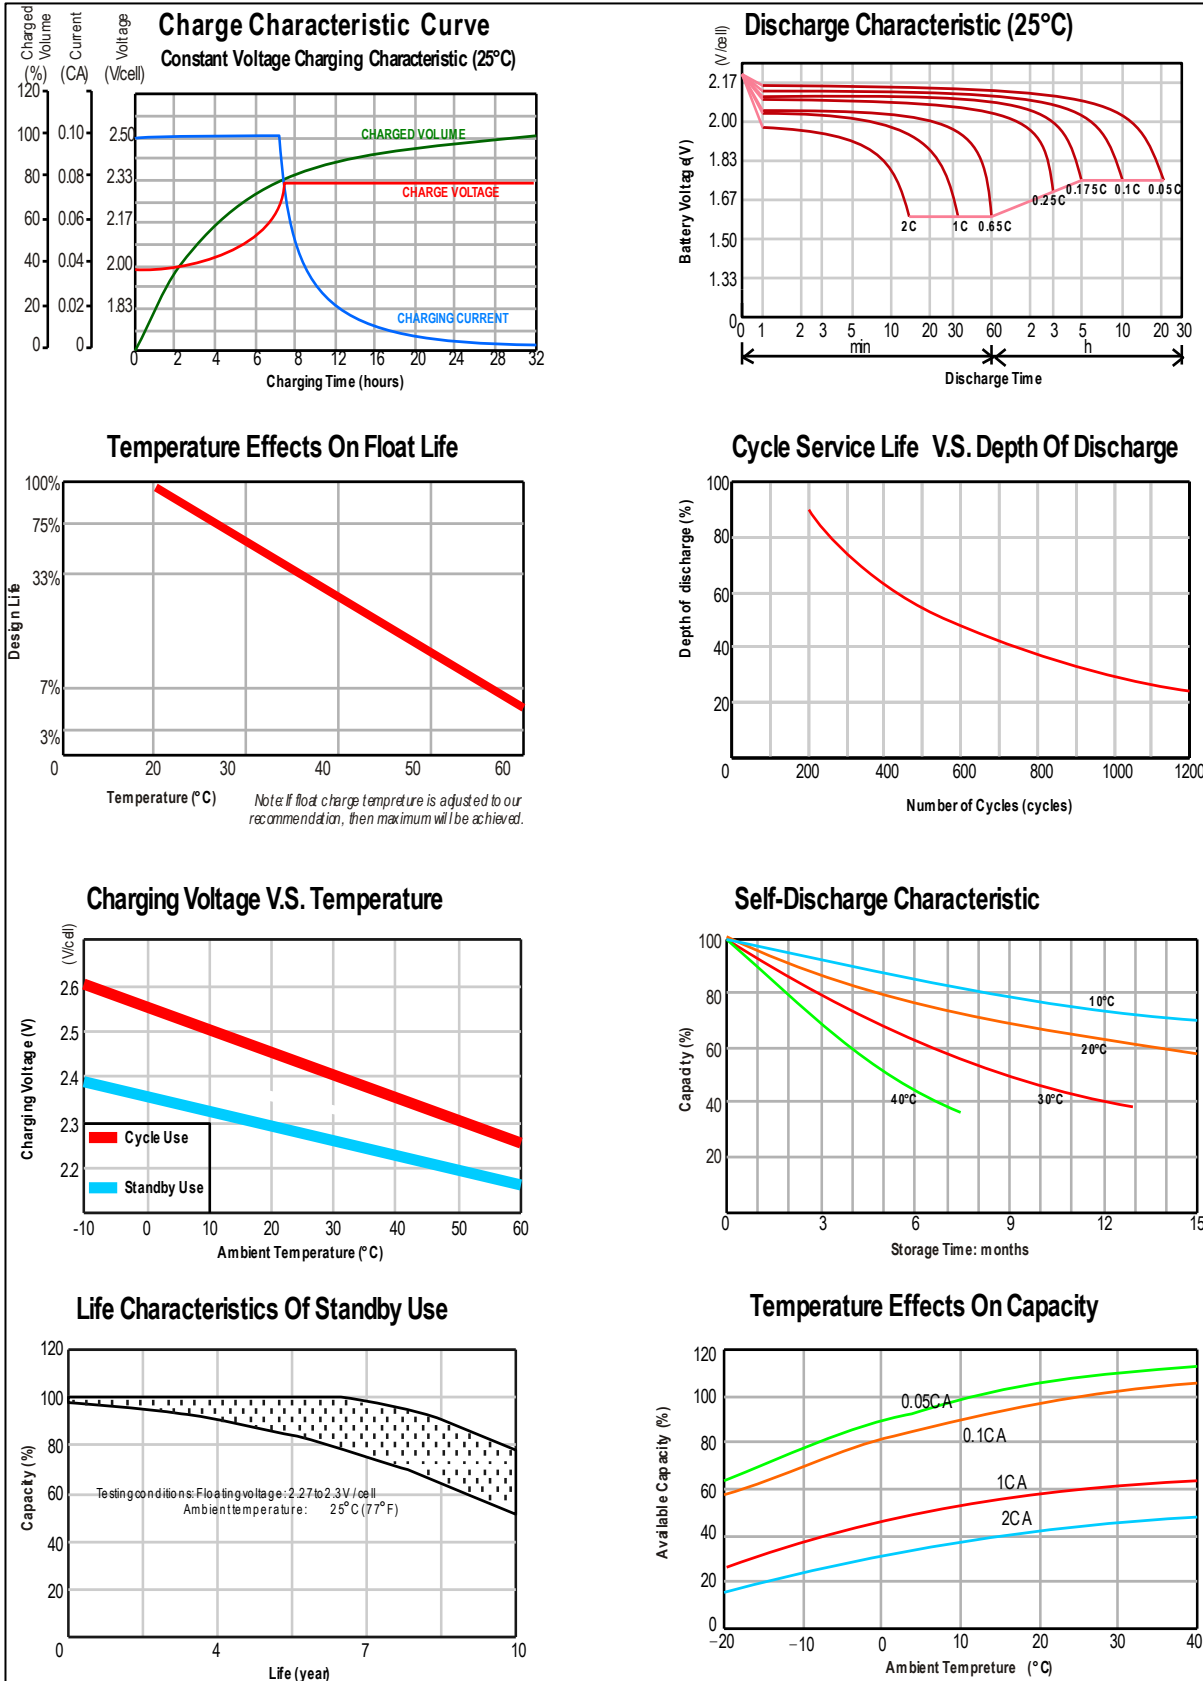 Charge Characteristic Curve
Constant Voltage Charging Characteristic (25°C)
Charged Volume
(%)
Current
(CA)
Voltage
(V/cell)
120
100
80
60
40
20
0
0.10
0.08
0.06
0.04
0.02
0
2.50
2.33
2.17
2.00
1.83
CHARGED VOLUME
CHARGE VOLTAGE
CHARGING CURRENT
0 2 4 6 8 12 16 20 24 28 32
Charging Time (hours)
Discharge Characteristic (25°C)
(V/cell)
Battery Voltage(V)
2.17
2.00
1.83
1.67
1.50
1.33
0
2C 1C 0.65C 0.25C 0.175C 0.1C 0.05C
0 1 2 3 5 10 20 30 60 2 3 5 10 20 30
min h
Discharge Time
Temperature Effects On Float Life
Design Life
100%
75%
33%
7%
3%
0 20 30 40 50 60
Temperature (°C)
Note:If float charge tempreture is adjusted to our
recommendation, then maximum will be achieved.
Cycle Service Life V.S. Depth Of Discharge
Depth of discharge (%)
100
80
60
40
20
0 200 400 600 800 1000 1200
Number of Cycles (cycles)
Charging Voltage V.S. Temperature
(V/cell)
Charging Voltage (V)
2.6
2.5
2.4
2.3
2.2
Cycle Use
Standby Use
-10 0 10 20 30 40 50 60
Ambient Temperature (°C)
Self-Discharge Characteristic
Capacity (%)
100
80
60
40
20
10°C
20°C
30°C
40°C
0 3 6 9 12 15
Storage Time: months
Life Characteristics Of Standby Use
Capacity (%)
120
100
80
60
40
20
Testing conditions: Floating voltage: 2.27 to 2.3 V/cell
Ambient temperature: 25°C (77°F)
0 4 7 10
Life (year)
Temperature Effects On Capacity
Available Capacity (%)
120
100
80
60
40
20
0
0.05CA
0.1CA
1CA
2CA
−20 −10 0 10 20 30 40
Ambient Tempreture (°C)